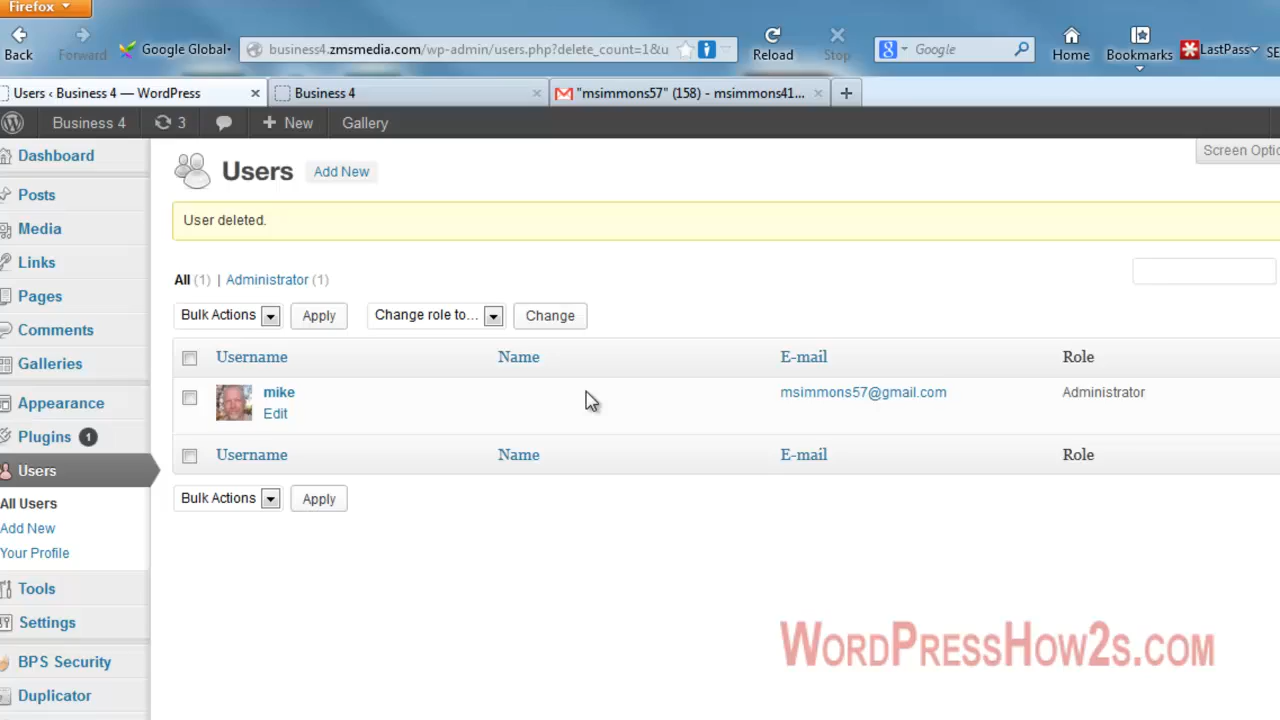 Firefox
Back
Forward
Google Global
business4.zmsmedia.com/wp-admin/users.php?delete_count=1&u
Reload
Stop
Google
Home
Bookmarks
LastPass
SE
Users ‹ Business 4 — WordPress
Business 4
"msimmons57" (158) - msimmons41...
Business 4
3
New
Gallery
Screen Optio
Dashboard
Posts
Media
Links
Pages
Comments
Galleries
Appearance
Plugins 1
Users
All Users
Add New
Your Profile
Tools
Settings
BPS Security
Duplicator
Users Add New
User deleted.
All (1) | Administrator (1)
Bulk Actions Apply Change role to... Change
Username Name E-mail Role
mike msimmons57@gmail.com Administrator
Edit
Username Name E-mail Role
Bulk Actions Apply
WordPressHow2s.com